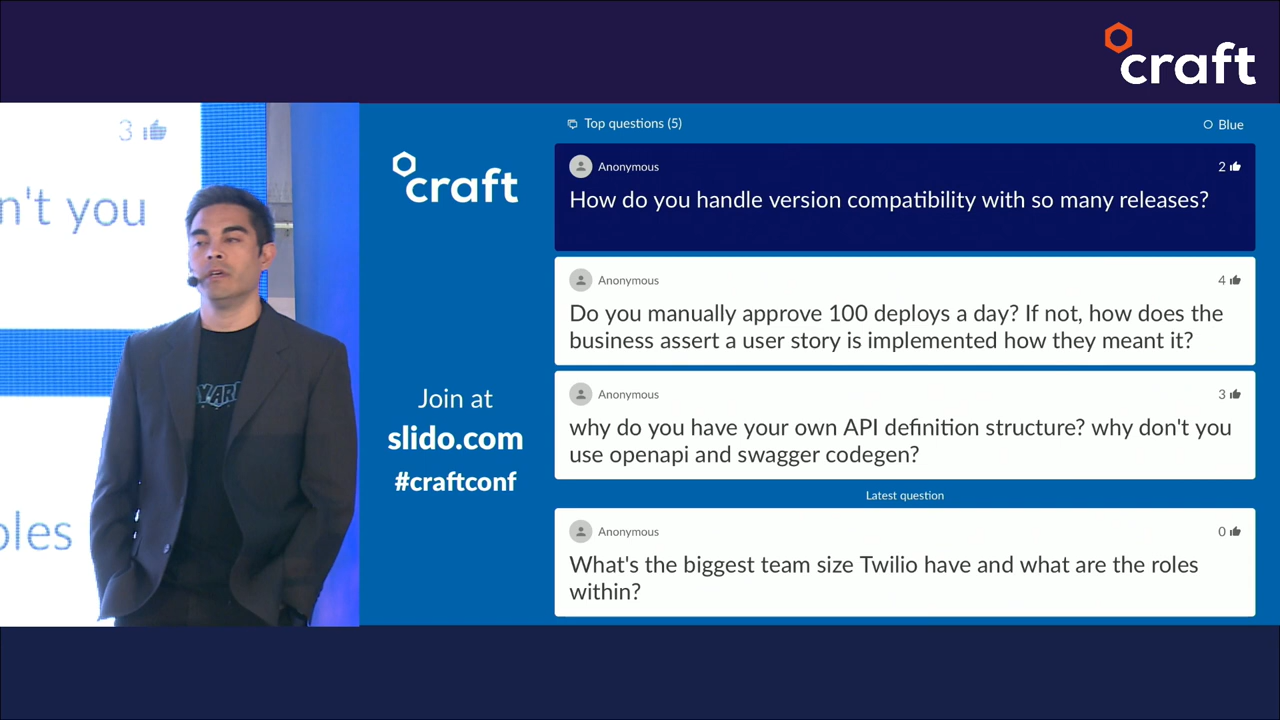 craft
3
n't you
oles
craft
Join at
slido.com
#craftconf
Top questions (5)
Blue
Anonymous
2
How do you handle version compatibility with so many releases?
Anonymous
4
Do you manually approve 100 deploys a day? If not, how does the
business assert a user story is implemented how they meant it?
Anonymous
3
why do you have your own API definition structure? why don't you
use openapi and swagger codegen?
Latest question
Anonymous
0
What's the biggest team size Twilio have and what are the roles
within?